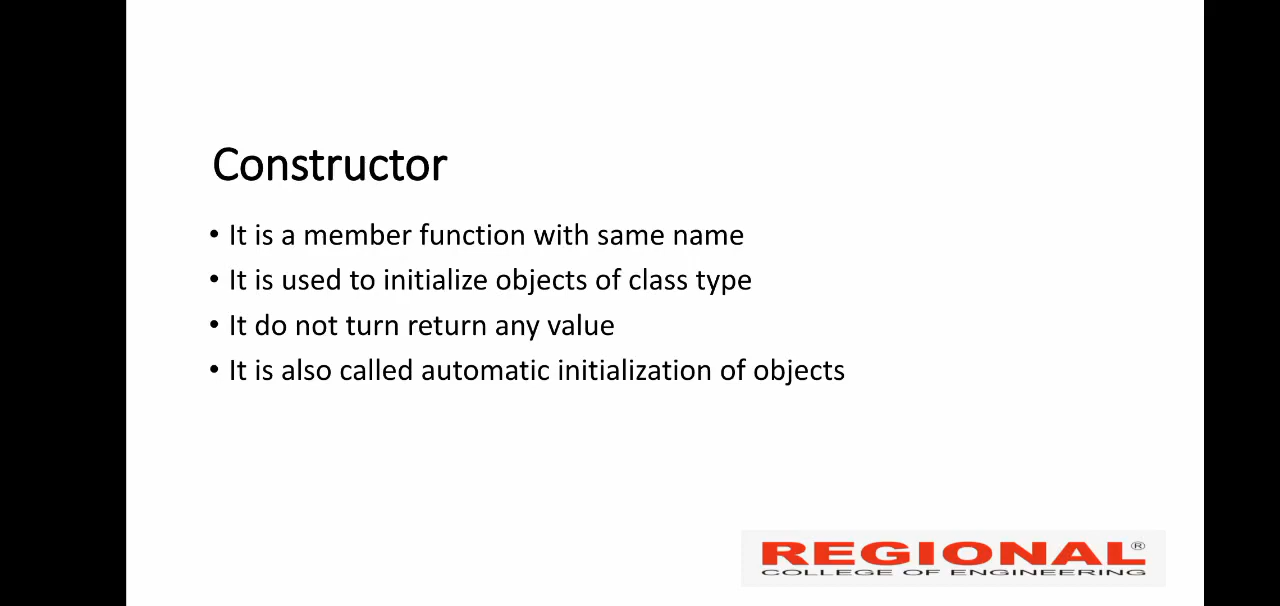 Constructor
• It is a member function with same name
• It is used to initialize objects of class type
• It do not turn return any value
• It is also called automatic initialization of objects
REGIONAL®
COLLEGE OF ENGINEERING